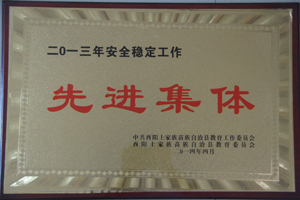 二〇一三年安全稳定工作
先进集体
中共酉阳土家族苗族自治县教育工作委员会
酉阳土家族苗族自治县教育委员会
二〇一四年四月